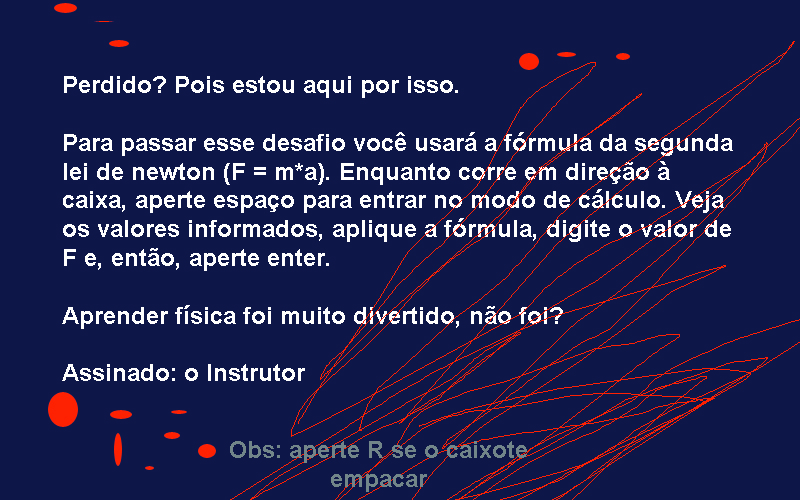 Perdido? Pois estou aqui por isso.
Para passar esse desafio você usará a fórmula da segunda
lei de newton (F = m*a). Enquanto corre em direção à
caixa, aperte espaço para entrar no modo de cálculo. Veja
os valores informados, aplique a fórmula, digite o valor de
F e, então, aperte enter.
Aprender física foi muito divertido, não foi?
Assinado: o Instrutor
Obs: aperte R se o caixote
empacar